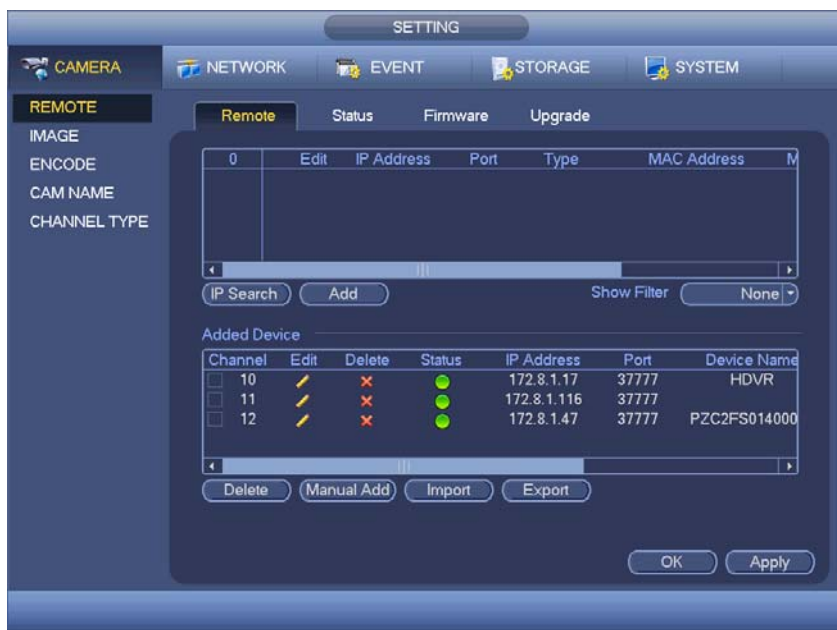 SETTING
CAMERA NETWORK EVENT STORAGE SYSTEM
REMOTE
IMAGE
ENCODE
CAM NAME
CHANNEL TYPE
Remote Status Firmware Upgrade
0 Edit IP Address Port Type MAC Address M
IP Search Add Show Filter None
Added Device
Channel Edit Delete Status IP Address Port Device Name
10 172.8.1.17 37777 HDVR
11 172.8.1.116 37777
12 172.8.1.47 37777 PZC2FS014000
Delete Manual Add Import Export
OK Apply